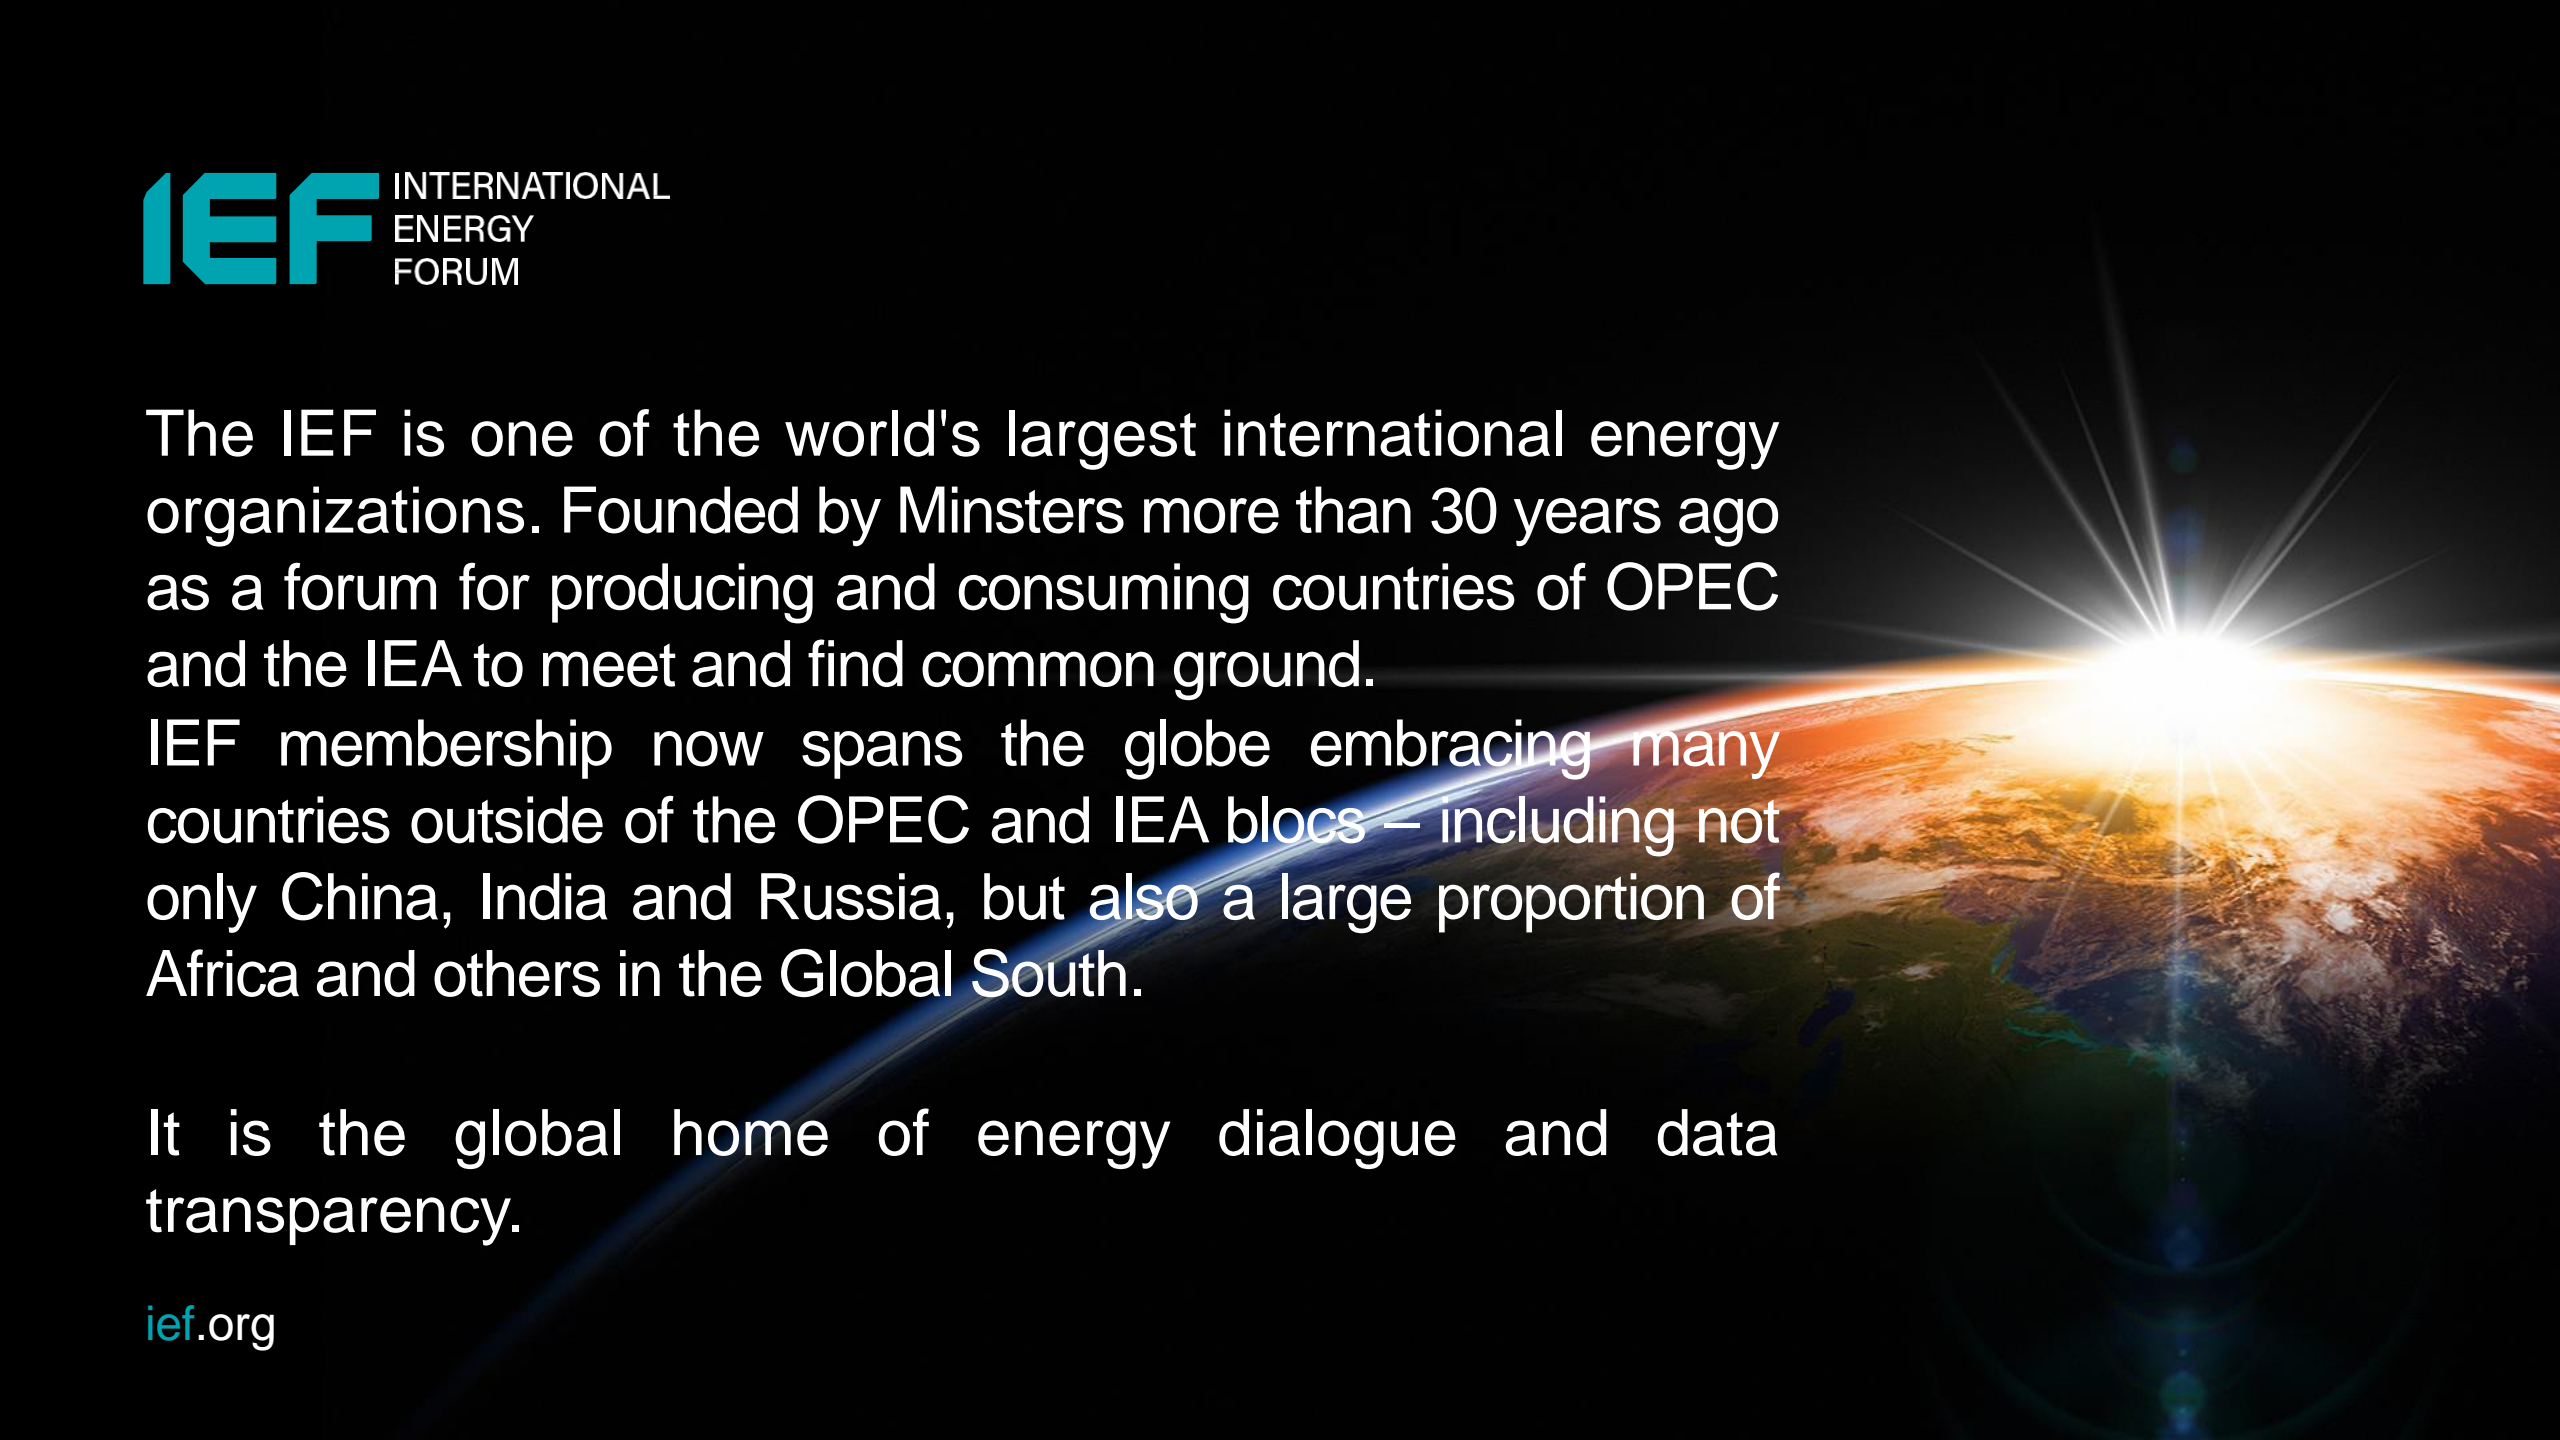 IEF INTERNATIONAL
ENERGY
FORUM
The IEF is one of the world's largest international energy
organizations. Founded by Minsters more than 30 years ago
as a forum for producing and consuming countries of OPEC
and the IEA to meet and find common ground.
IEF membership now spans the globe embracing many
countries outside of the OPEC and IEA blocs – including not
only China, India and Russia, but also a large proportion of
Africa and others in the Global South.
It is the global home of energy dialogue and data
transparency.
ief.org